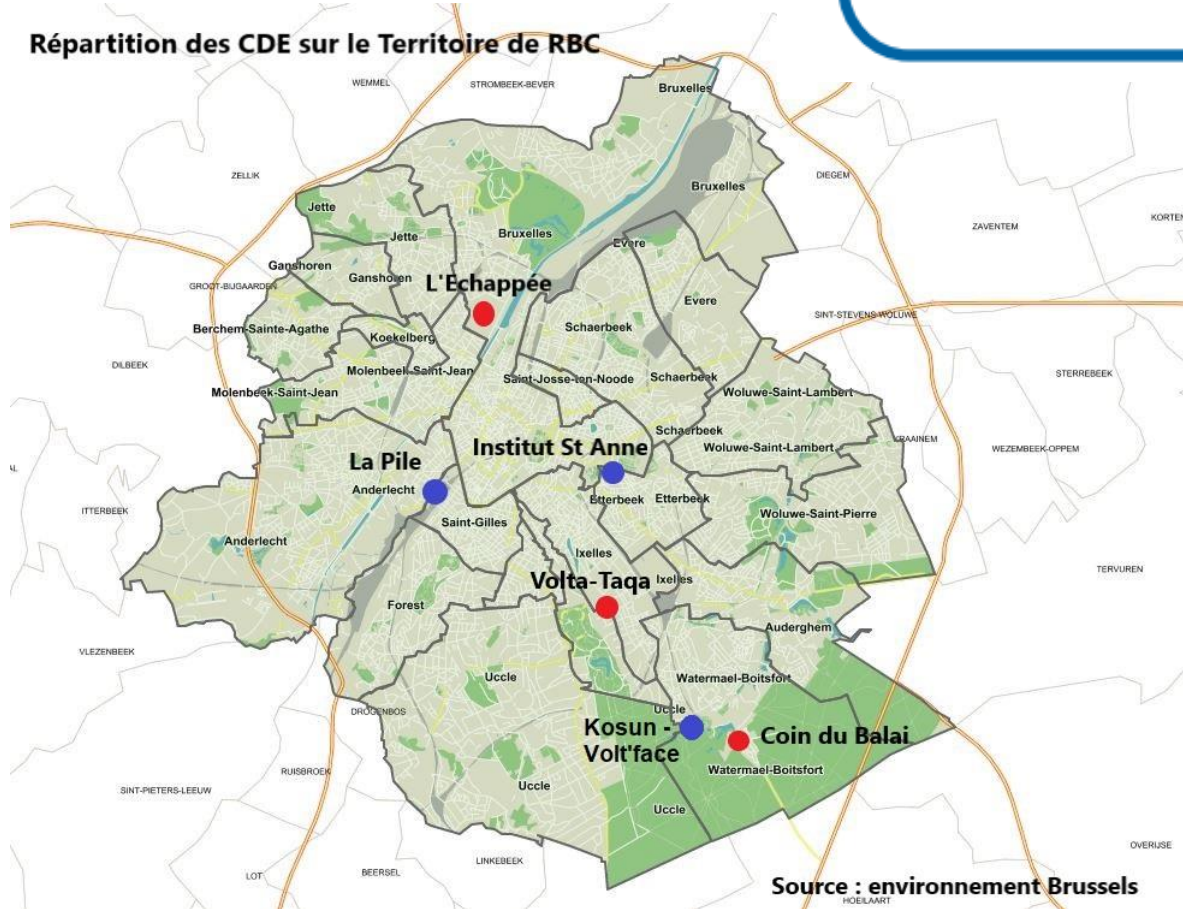 Répartition des CDE sur le Territoire de RBC
WEMMEL
STROMBEEK-BEVER
Bruxelles
ZELLIK
DIEGEM
Bruxelles
Jette
Jette
Bruxelles
ZAVENTEM
Evere
Ganshoren
Ganshoren
L'Echappée
GROOT-BIJGAARDEN
Evere
SINT-STEVENS-WOLUWE
Berchem-Sainte-Agathe
Koekelberg
Schaerbeek
DILBEEK
Molenbeek-Saint-Jean
Saint-Josse-ten-Noode
Schaerbeek
STERREBEEK
Molenbeek-Saint-Jean
Woluwe-Saint-Lambert
Schaerbeek
Institut St Anne
Woluwe-Saint-Lambert
WEZEMBEEK-OPPEM
La Pile
Anderlecht
Etterbeek
Etterbeek
ITTERBEEK
Woluwe-Saint-Pierre
Saint-Gilles
Anderlecht
Ixelles
TERVUREN
Volta-Taqa
Ixelles
Forest
Auderghem
VLEZENBEEK
Uccle
Watermael-Boitsfort
DROGENBOS
Uccle
Kosun -
Volt'face
Coin du Balai
RUISBROEK
Watermael-Boitsfort
Uccle
SINT-PIETERS-LEEUW
Uccle
OVERIJSE
LINKEBEEK
LOT
BEERSEL
Source : environnement Brussels
HOEILAART